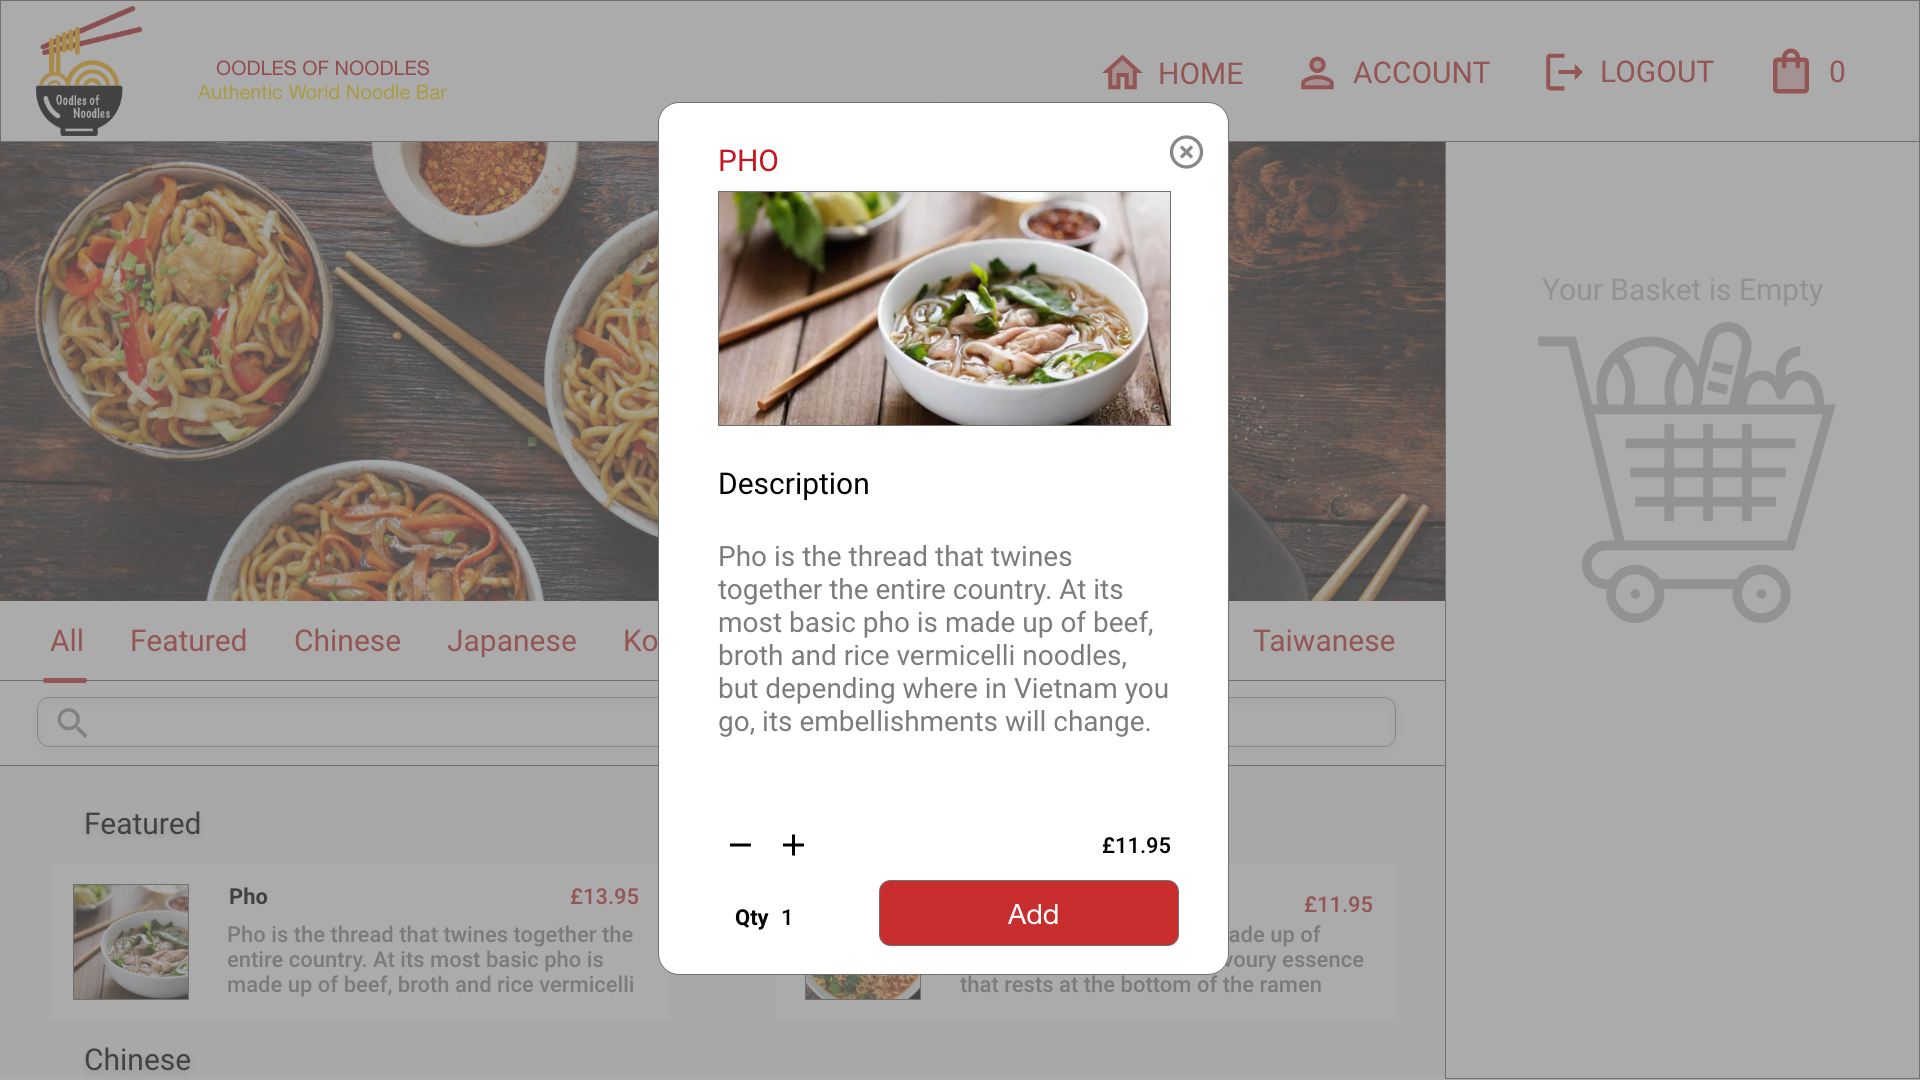 Oodles of
Noodles
OODLES OF NOODLES
Authentic World Noodle Bar
HOME
ACCOUNT
LOGOUT
0
PHO
Description
Pho is the thread that twines
together the entire country. At its
most basic pho is made up of beef,
broth and rice vermicelli noodles,
but depending where in Vietnam you
go, its embellishments will change.
£11.95
Qty 1
Add
Your Basket is Empty
All
Featured
Chinese
Japanese
Ko
Taiwanese
Featured
Pho
£13.95
Pho is the thread that twines together the
entire country. At its most basic pho is
made up of beef, broth and rice vermicelli
£11.95
ade up of
voury essence
that rests at the bottom of the ramen
Chinese